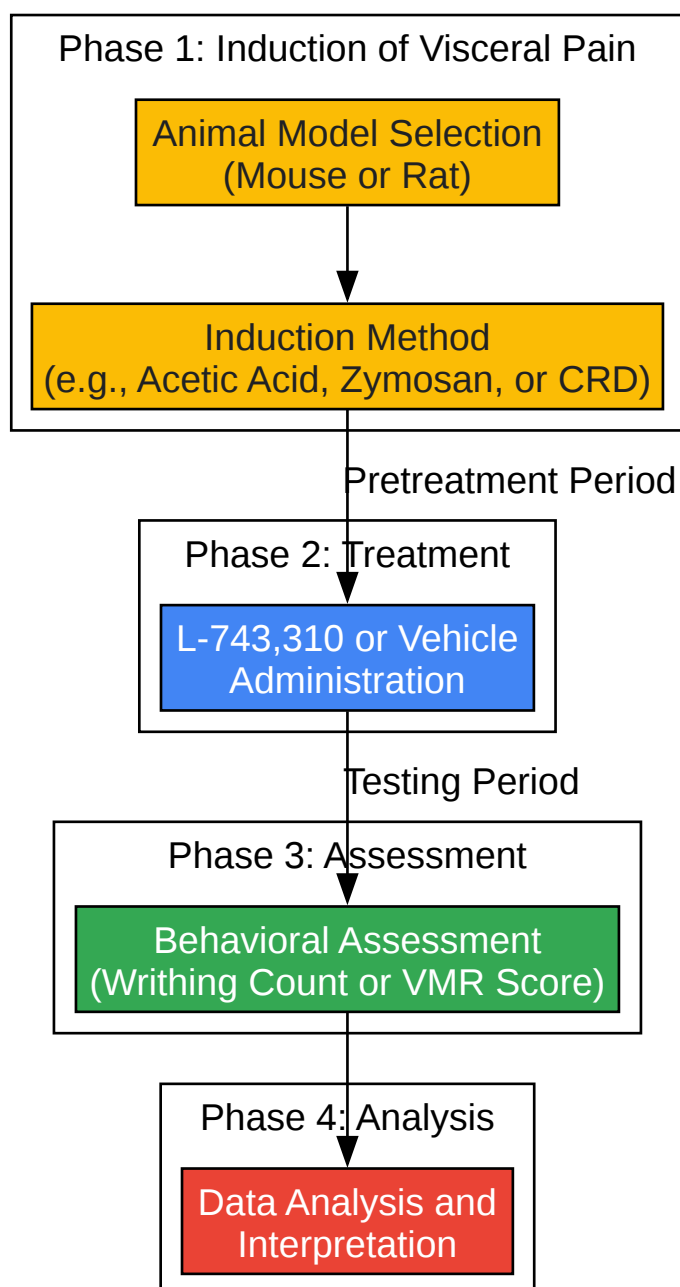 Phase 1: Induction of Visceral Pain
Animal Model Selection
(Mouse or Rat)
Induction Method
(e.g., Acetic Acid, Zymosan, or CRD)
Pretreatment Period
Phase 2: Treatment
L-743,310 or Vehicle
Administration
Testing Period
Phase 3: Assessment
Behavioral Assessment
(Writhing Count or VMR Score)
Phase 4: Analysis
Data Analysis and
Interpretation